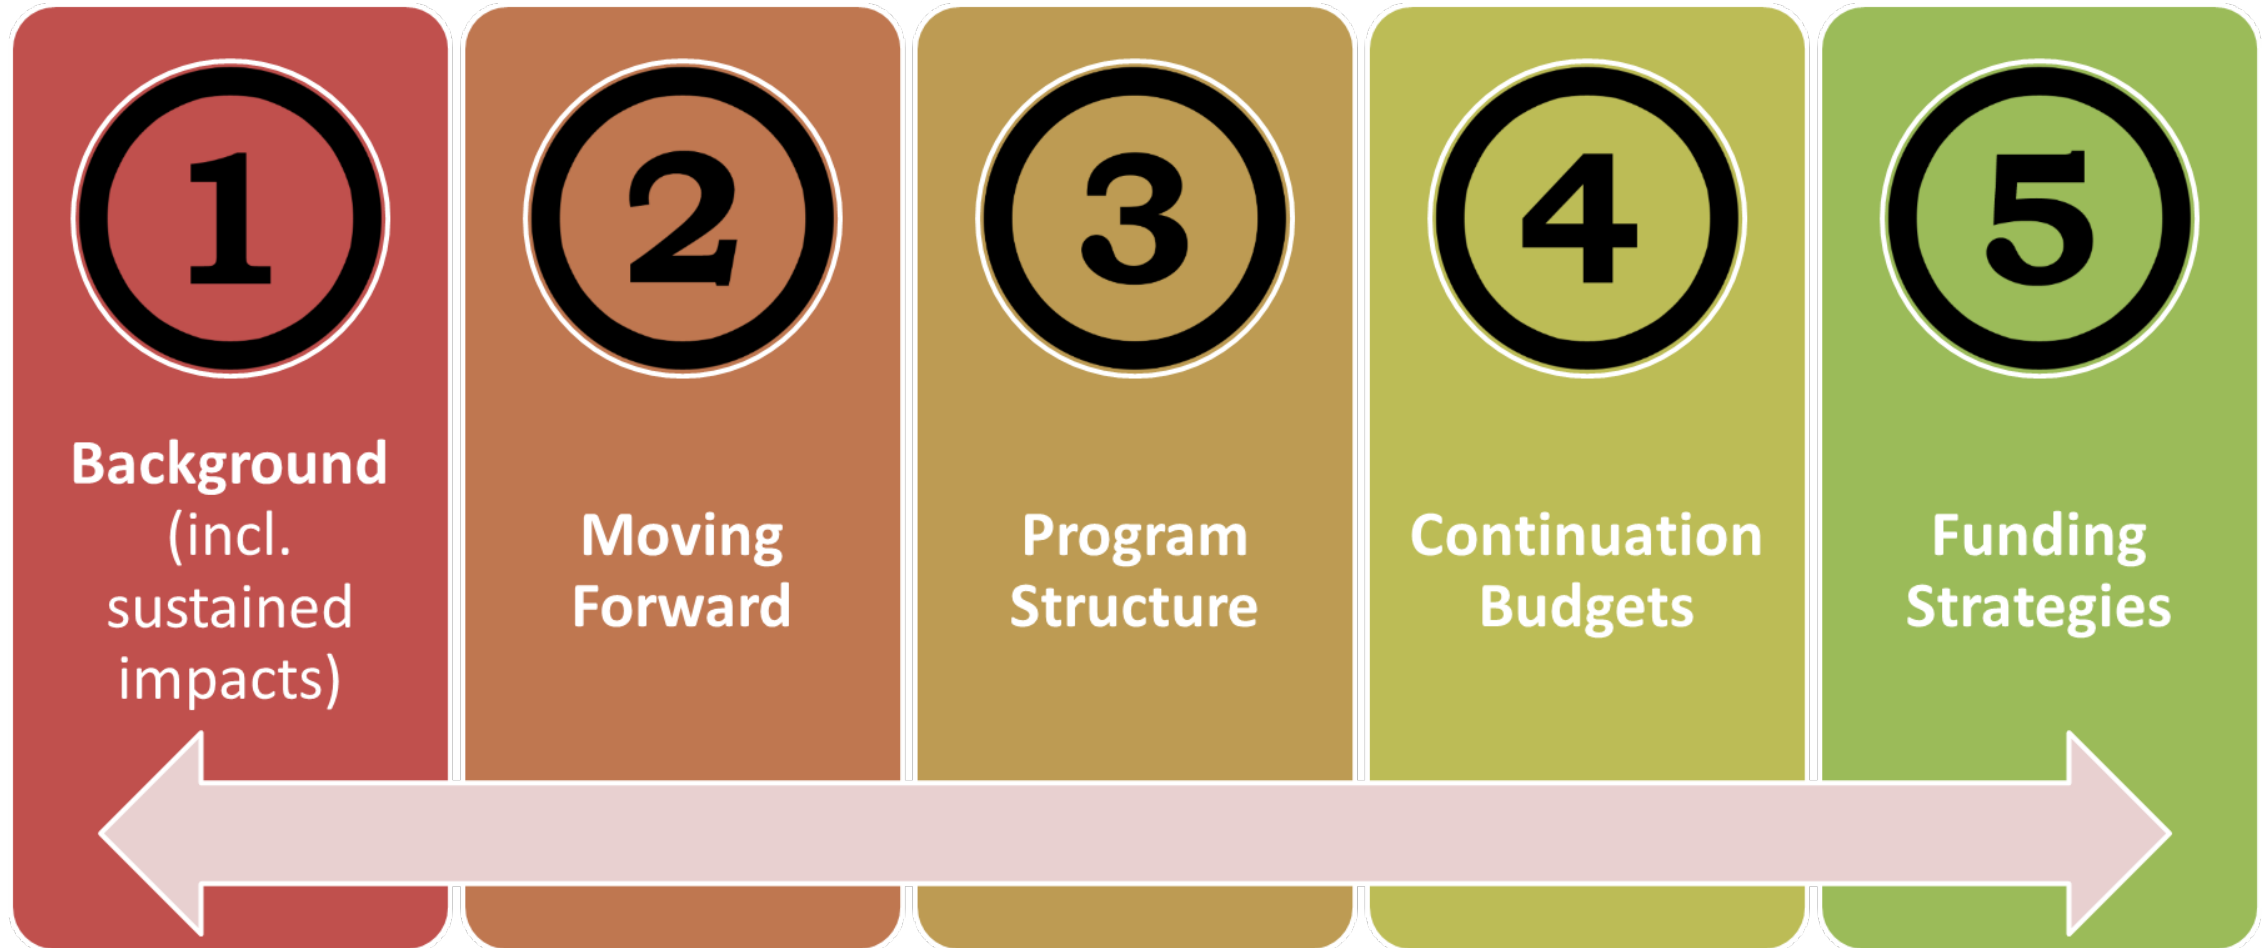 1
Background
(incl.
sustained
impacts)
2
Moving
Forward
3
Program
Structure
4
Continuation
Budgets
5
Funding
Strategies